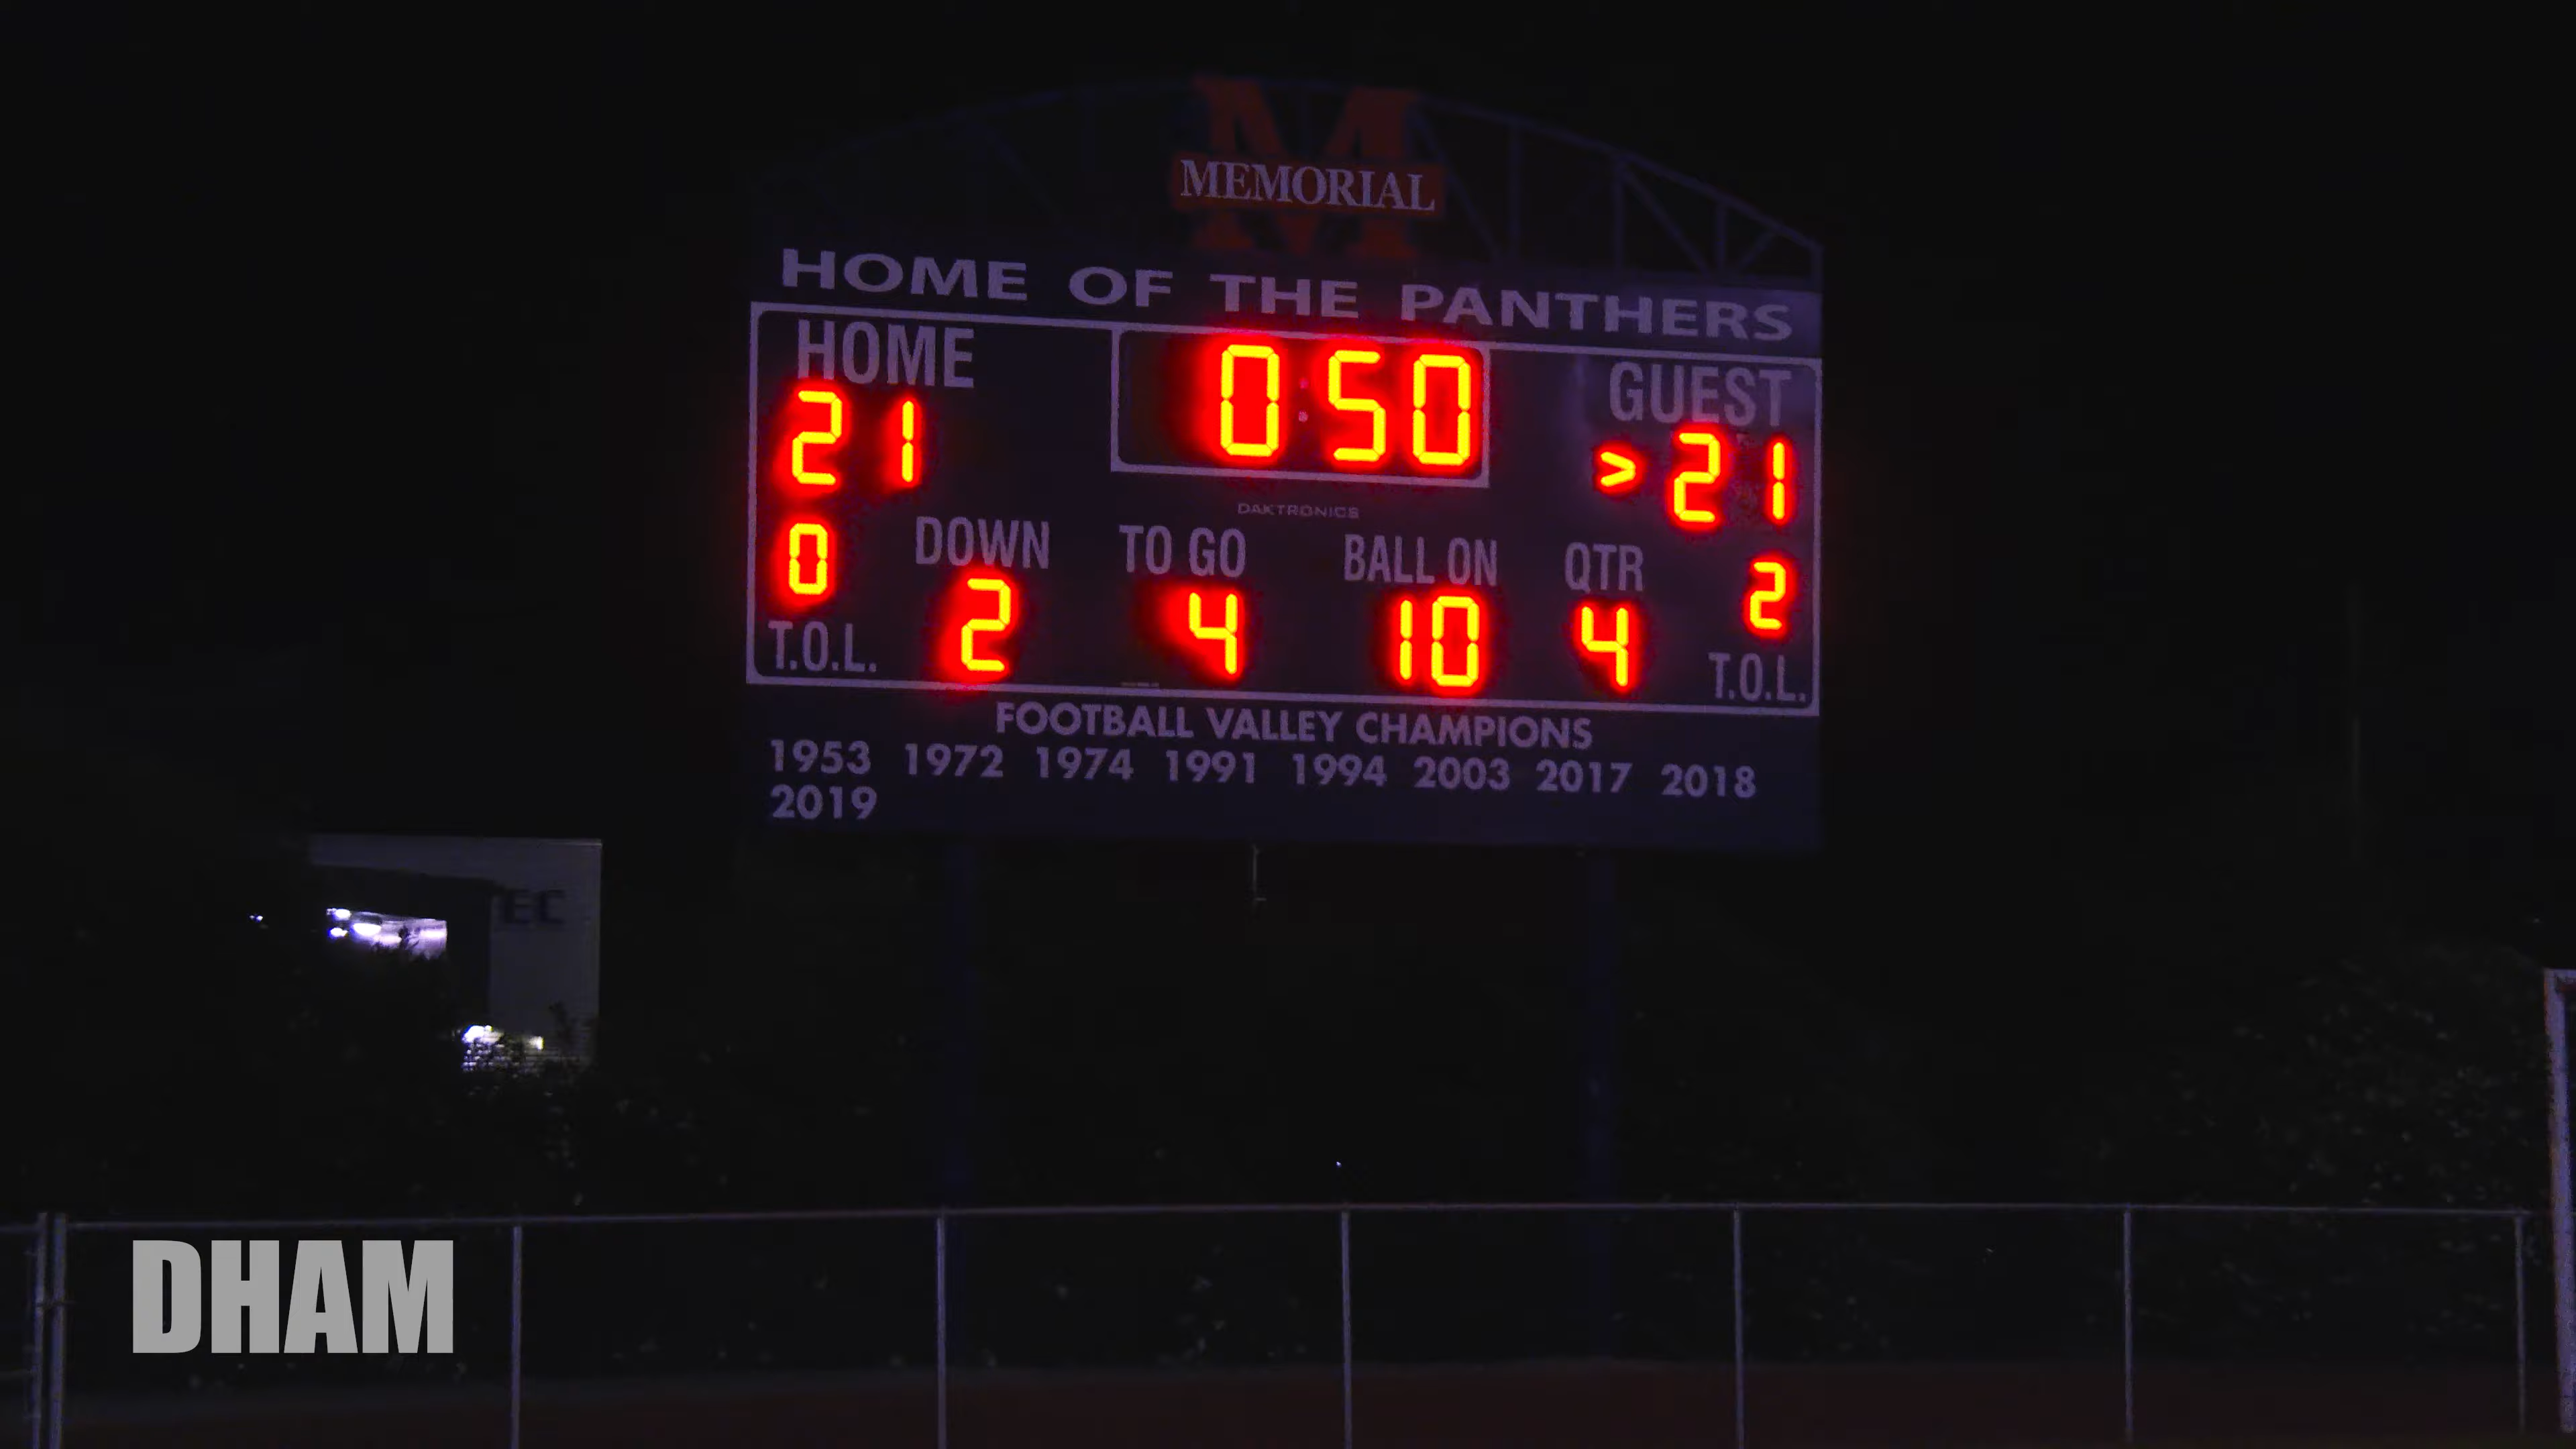 M
MEMORIAL
HOME OF THE PANTHERS
HOME 0:50 GUEST
21 >21
DAKTRONICS
0 DOWN TO GO BALL ON QTR 2
T.O.L. 2 4 10 4 T.O.L.
FOOTBALL VALLEY CHAMPIONS
1953 1972 1974 1991 1994 2003 2017 2018
2019
EC
DHAM